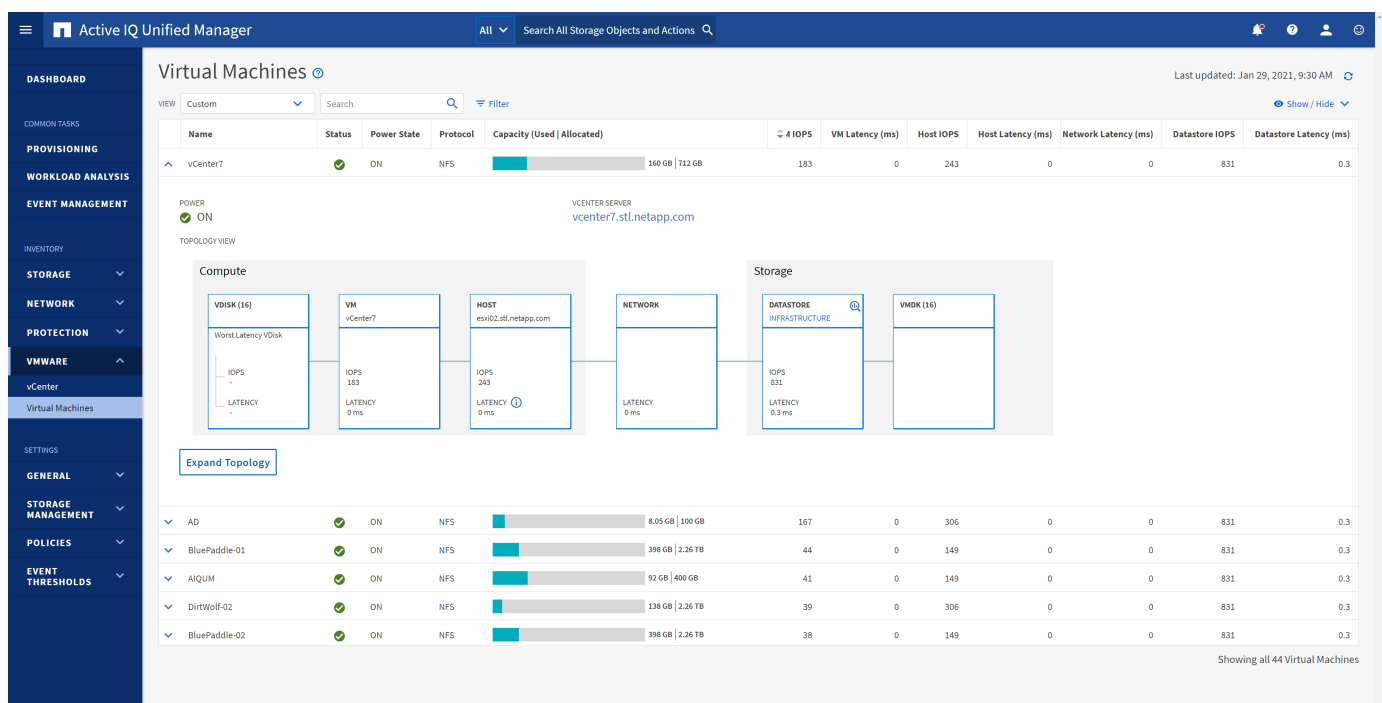 Active IQ Unified Manager
All
Search All Storage Objects and Actions
DASHBOARD
COMMON TASKS
PROVISIONING
WORKLOAD ANALYSIS
EVENT MANAGEMENT
INVENTORY
STORAGE
NETWORK
PROTECTION
VMWARE
vCenter
Virtual Machines
SETTINGS
GENERAL
STORAGE
MANAGEMENT
POLICIES
EVENT
THRESHOLDS
Virtual Machines
Last updated: Jan 29, 2021, 9:30 AM
VIEW Custom Search Filter Show / Hide
Name Status Power State Protocol Capacity (Used | Allocated) IOPS VM Latency (ms) Host IOPS Host Latency (ms) Network Latency (ms) Datastore IOPS Datastore Latency (ms)
vCenter7 ON NFS 160 GB | 712 GB 183 0 243 0 0 831 0.3
POWER
ON
VCENTER SERVER
vcenter7.stl.netapp.com
TOPOLOGY VIEW
Compute
VDISK (16)
Worst Latency VDisk
IOPS
-
LATENCY
-
VM
vCenter7
IOPS
183
LATENCY
0 ms
HOST
esxi02.stl.netapp.com
IOPS
243
LATENCY
0 ms
NETWORK
LATENCY
0 ms
Storage
DATASTORE
INFRASTRUCTURE
IOPS
831
LATENCY
0.3 ms
VMDK (16)
Expand Topology
AD ON NFS 8.05 GB | 100 GB 167 0 306 0 0 831 0.3
BluePaddle-01 ON NFS 398 GB | 2.26 TB 44 0 149 0 0 831 0.3
AIQUM ON NFS 92 GB | 400 GB 41 0 149 0 0 831 0.3
DirtWolf-02 ON NFS 138 GB | 2.26 TB 39 0 306 0 0 831 0.3
BluePaddle-02 ON NFS 398 GB | 2.26 TB 38 0 149 0 0 831 0.3
Showing all 44 Virtual Machines